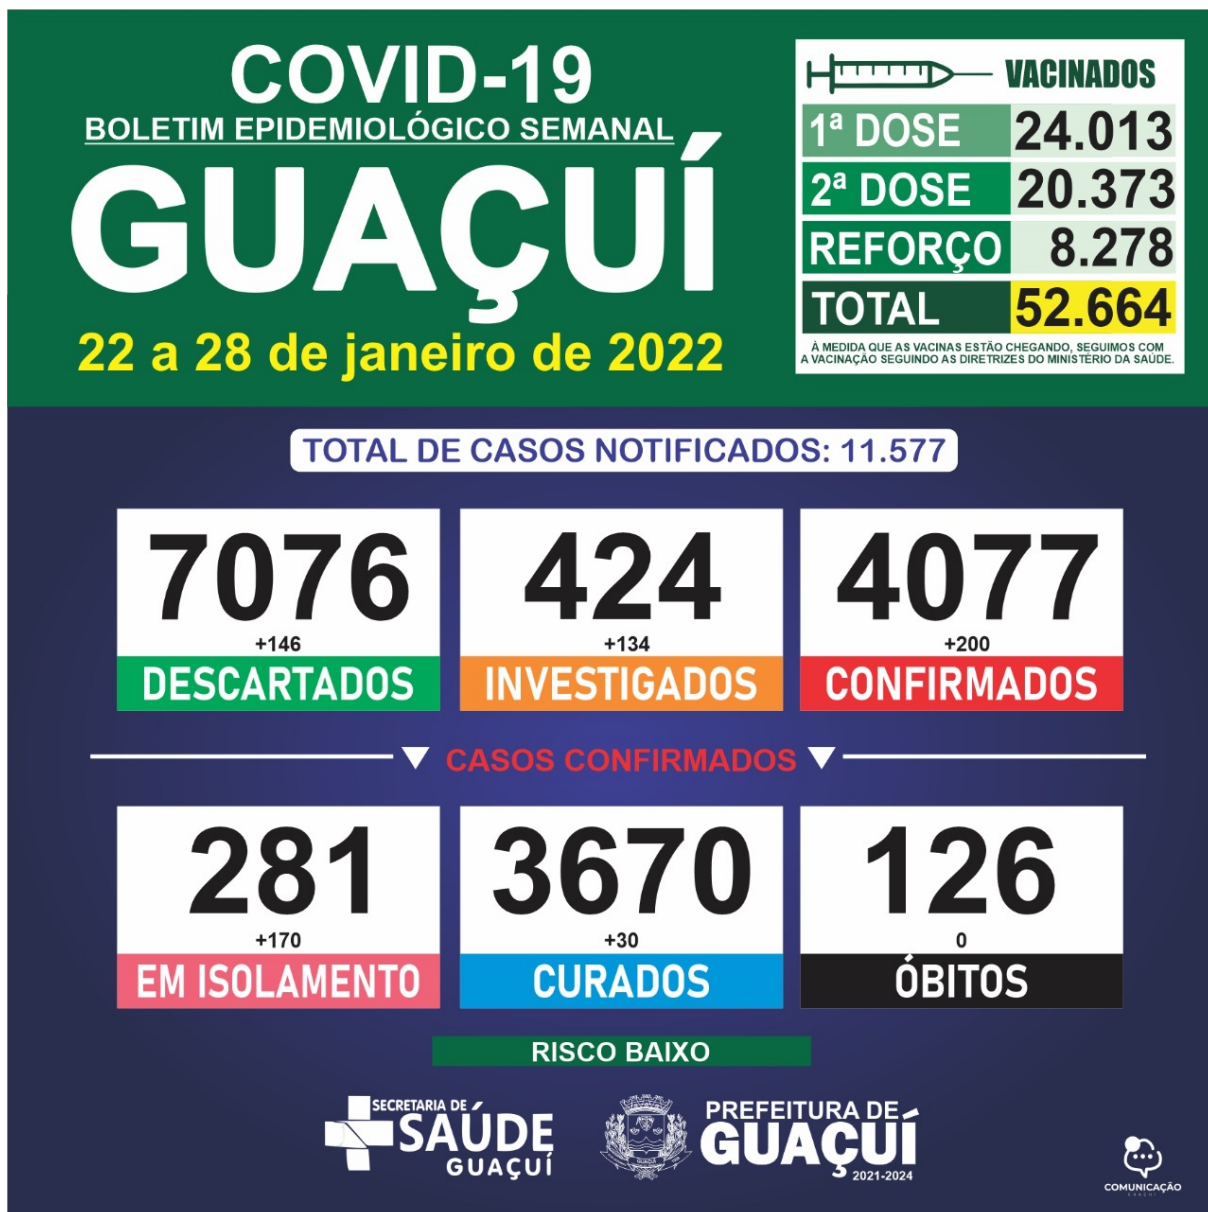 COVID-19
BOLETIM EPIDEMIOLÓGICO SEMANAL
GUAÇUÍ
22 a 28 de janeiro de 2022
VACINADOS
1ª DOSE 24.013
2ª DOSE 20.373
REFORÇO 8.278
TOTAL 52.664
À MEDIDA QUE AS VACINAS ESTÃO CHEGANDO, SEGUIMOS COM
A VACINAÇÃO SEGUINDO AS DIRETRIZES DO MINISTÉRIO DA SAÚDE.
TOTAL DE CASOS NOTIFICADOS: 11.577
7076
+146
DESCARTADOS
424
+134
INVESTIGADOS
4077
+200
CONFIRMADOS
CASOS CONFIRMADOS
281
+170
EM ISOLAMENTO
3670
+30
CURADOS
126
0
ÓBITOS
RISCO BAIXO
SECRETARIA DE
SAÚDE
GUAÇUÍ
GUAÇUÍ
PREFEITURA DE
GUAÇUÍ
2021-2024
COMUNICAÇÃO
GUAÇUÍ